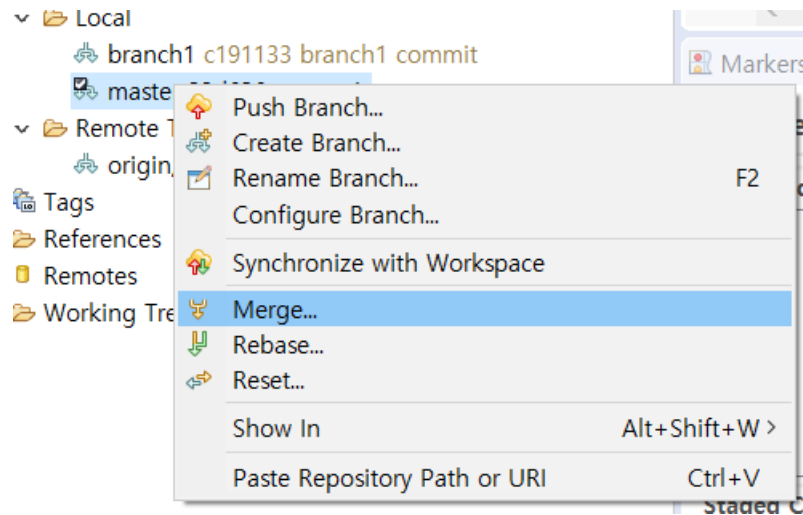 Local
branch1 c191133 branch1 commit
Markers
maste
Push Branch...
Create Branch...
Remote
origin
Rename Branch... F2
Tags
Configure Branch...
References
Synchronize with Workspace
Remotes
Merge...
Working Tre
Rebase...
Reset...
Show In Alt+Shift+W >
Paste Repository Path or URI Ctrl+V
Staged C